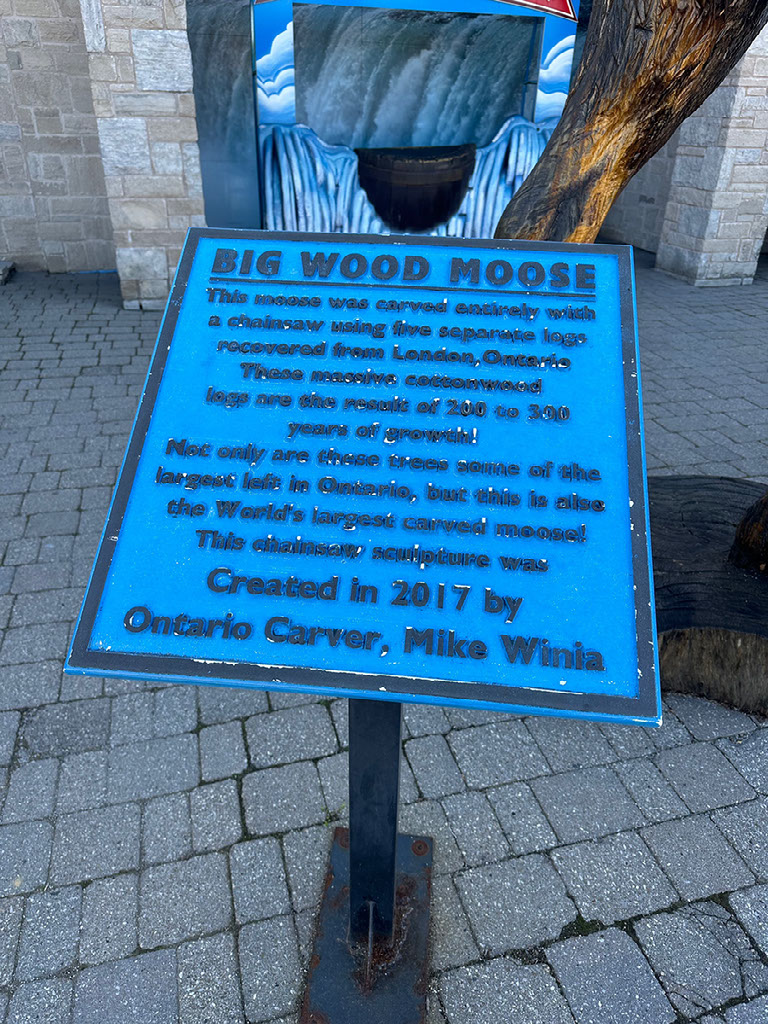 BIG WOOD MOOSE
This moose was carved entirely with
a chainsaw using five separate logs
recovered from London, Ontario
These massive cottonwood
logs are the result of 200 to 300
years of growth!
Not only are these trees some of the
largest left in Ontario, but this is also
the World's largest carved moose!
This chainsaw sculpture was
Created in 2017 by
Ontario Carver, Mike Winia